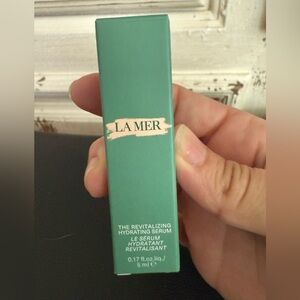 LA MER
THE REVITALIZING
HYDRATING SERUM
LE SÉRUM
HYDRATANT
REVITALISANT
0.17 fl.oz.liq./
5 ml ℮